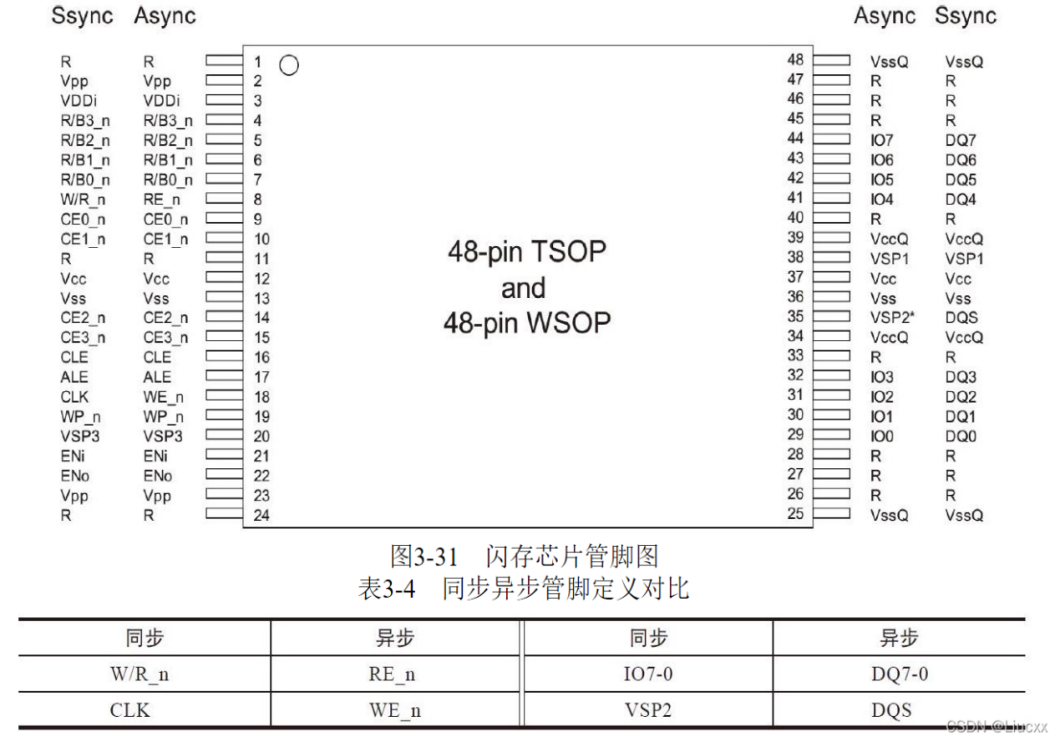 Ssync Async Async Ssync
R R 1 48 VssQ VssQ
Vpp Vpp 2 47 R R
VDDi VDDi 3 46 R R
R/B3_n R/B3_n 4 45 R R
R/B2_n R/B2_n 5 44 IO7 DQ7
R/B1_n R/B1_n 6 43 IO6 DQ6
R/B0_n R/B0_n 7 42 IO5 DQ5
W/R_n RE_n 8 41 IO4 DQ4
CE0_n CE0_n 9 40 R R
CE1_n CE1_n 10 39 VccQ VccQ
R R 11 38 VSP1 VSP1
Vcc Vcc 12 37 Vcc Vcc
Vss Vss 13 36 Vss Vss
CE2_n CE2_n 14 35 VSP2* DQS
CE3_n CE3_n 15 34 VccQ VccQ
CLE CLE 16 33 R R
ALE ALE 17 32 IO3 DQ3
CLK WE_n 18 31 IO2 DQ2
WP_n WP_n 19 30 IO1 DQ1
VSP3 VSP3 20 29 IO0 DQ0
ENi ENi 21 28 R R
ENo ENo 22 27 R R
Vpp Vpp 23 26 R R
R R 24 25 VssQ VssQ
48-pin TSOP
and
48-pin WSOP
图3-31 闪存芯片管脚图
表3-4 同步异步管脚定义对比
同步 异步 同步 异步
W/R_n RE_n IO7-0 DQ7-0
CLK WE_n VSP2 DQS
CSDN @Liucxx